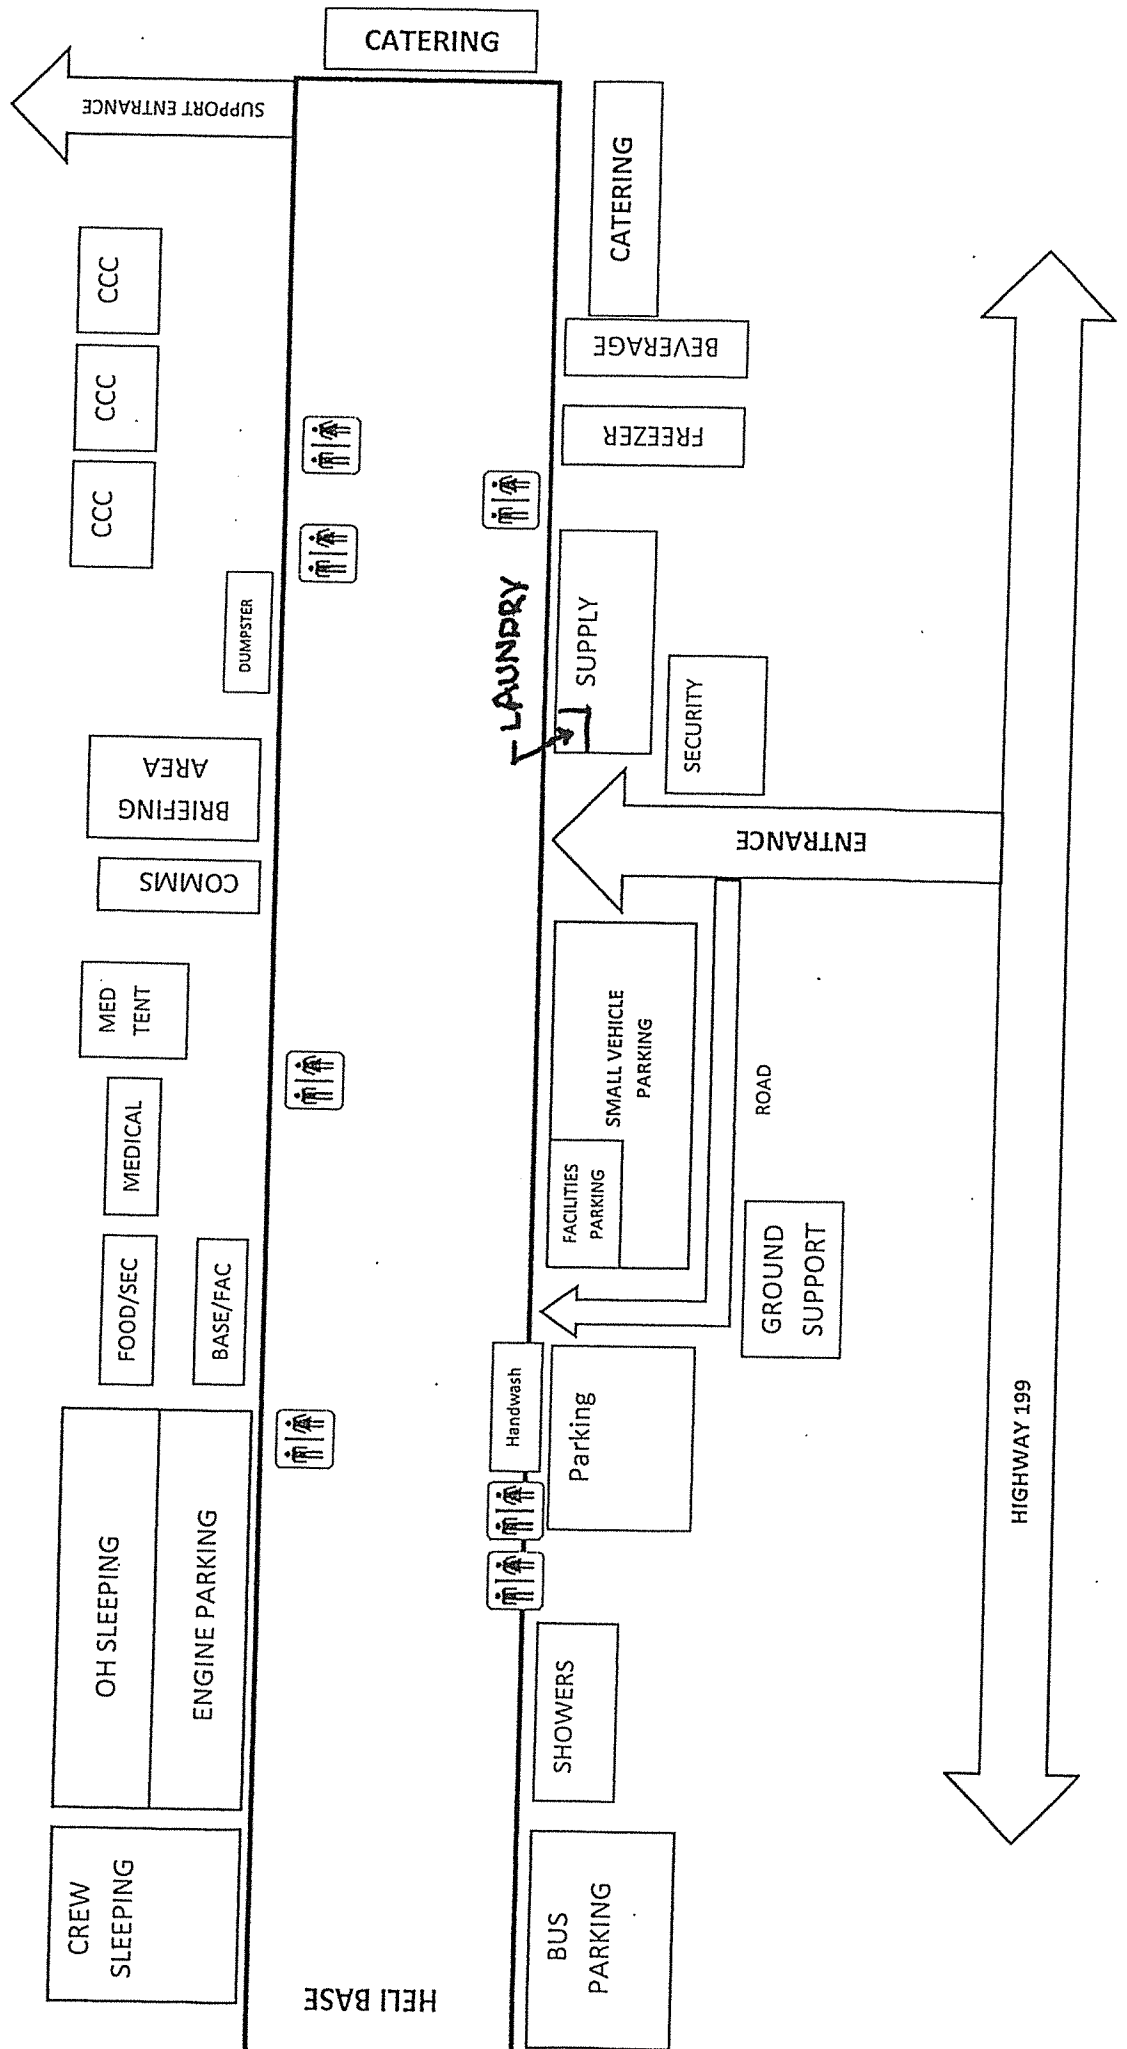 CATERING
SUPPORT ENTRANCE
CATERING
CCC
CCC
CCC
BEVERAGE
FREEZER
DUMPSTER
LAUNDRY
SUPPLY
SECURITY
BRIEFING
AREA
COMMS
ENTRANCE
MED
TENT
MEDICAL
SMALL VEHICLE
PARKING
FACILITIES
PARKING
ROAD
FOOD/SEC
BASE/FAC
GROUND
SUPPORT
Handwash
Parking
HIGHWAY 199
OH SLEEPING
ENGINE PARKING
SHOWERS
CREW
SLEEPING
BUS
PARKING
HELI BASE